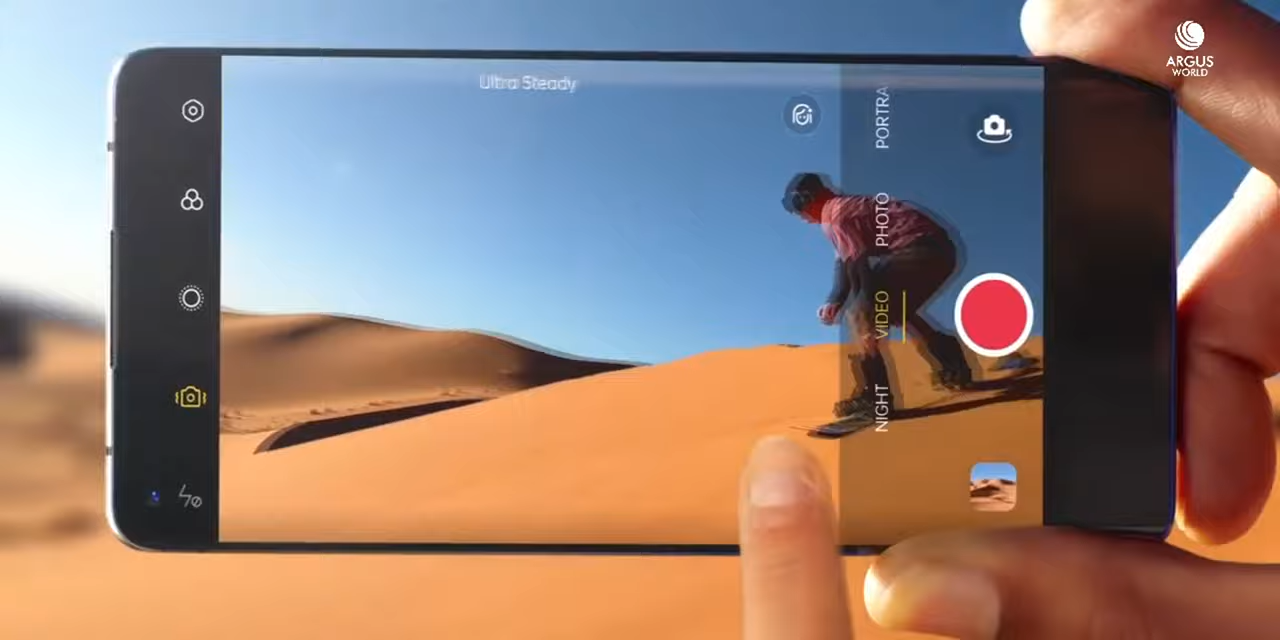 ARGUS
WORLD
Ultra Steady
PORTRA
PHOTO
VIDEO
NIGHT